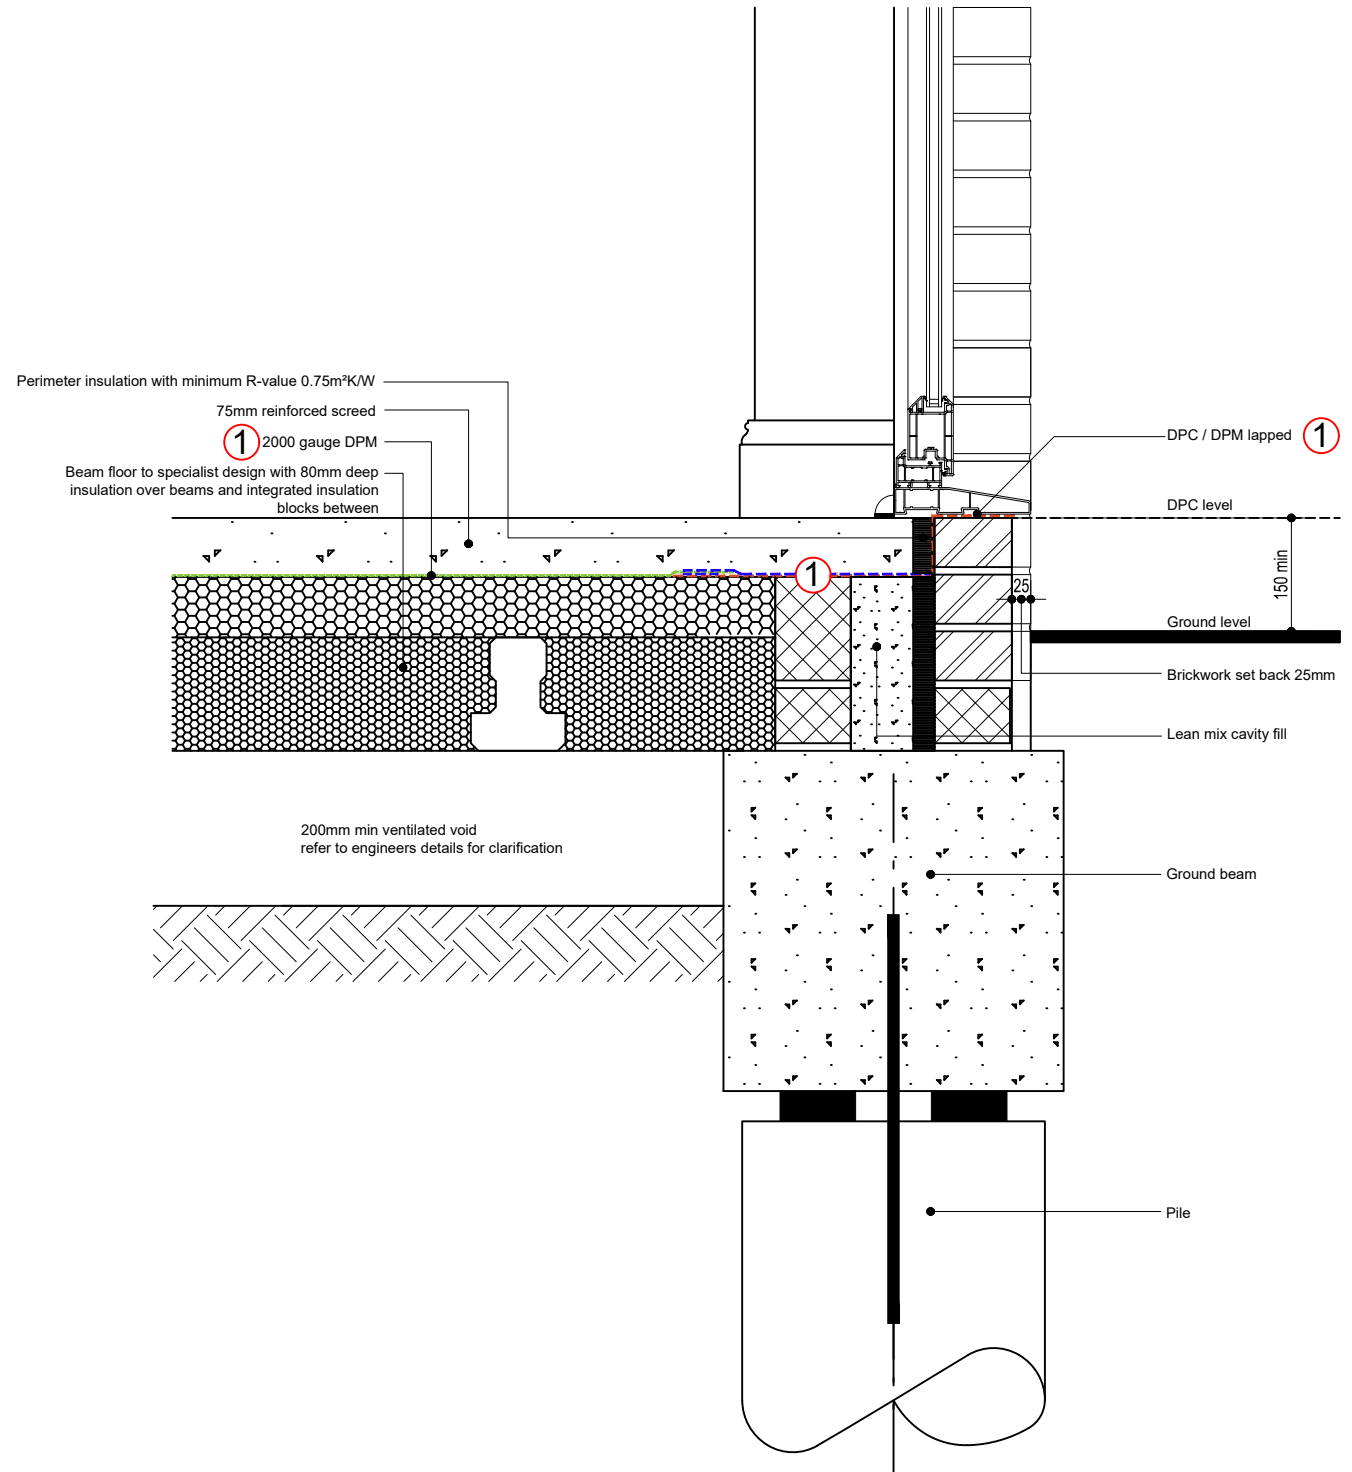 Perimeter insulation with minimum R-value 0.75m²K/W
75mm reinforced screed
1 2000 gauge DPM
Beam floor to specialist design with 80mm deep
insulation over beams and integrated insulation
blocks between
DPC / DPM lapped 1
DPC level
1
25
150 min
Ground level
Brickwork set back 25mm
Lean mix cavity fill
200mm min ventilated void
refer to engineers details for clarification
Ground beam
Pile